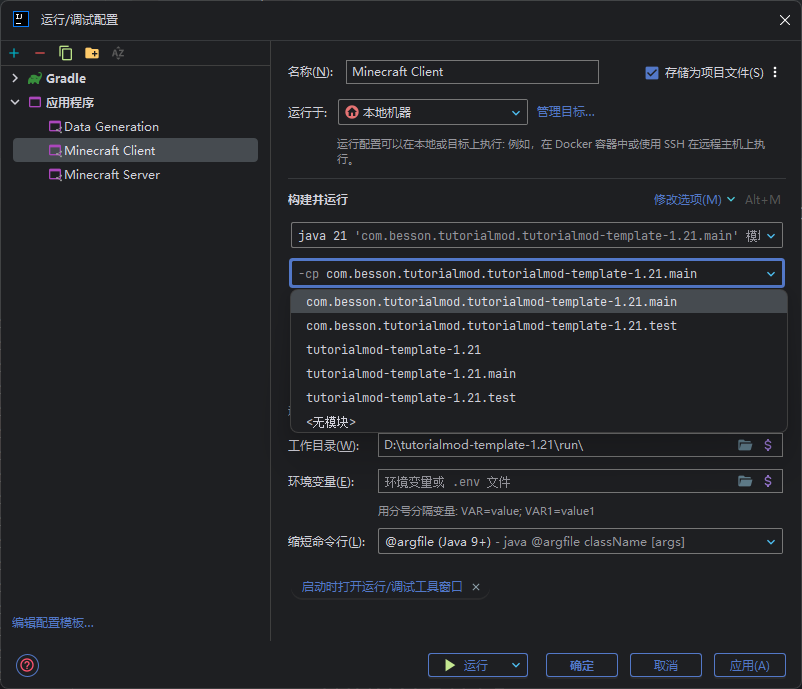 运行/调试配置
Gradle
应用程序
Data Generation
Minecraft Client
Minecraft Server
编辑配置模板...
名称(N):
Minecraft Client
存储为项目文件(S)
运行于:
本地机器
管理目标...
运行配置可以在本地或目标上执行: 例如，在 Docker 容器中或使用 SSH 在远程主机上执
行。
构建并运行
修改选项(M)
Alt+M
java 21 'com.besson.tutorialmod.tutorialmod-template-1.21.main'
-cp com.besson.tutorialmod.tutorialmod-template-1.21.main
com.besson.tutorialmod.tutorialmod-template-1.21.main
com.besson.tutorialmod.tutorialmod-template-1.21.test
tutorialmod-template-1.21
tutorialmod-template-1.21.main
tutorialmod-template-1.21.test
<无模块>
工作目录(W):
D:\tutorialmod-template-1.21\run\
环境变量(E):
环境变量或 .env 文件
用分号分隔变量: VAR=value; VAR1=value1
缩短命令行(L):
@argfile (Java 9+) - java @argfile className [args]
启动时打开运行/调试工具窗口
运行
确定
取消
应用(A)